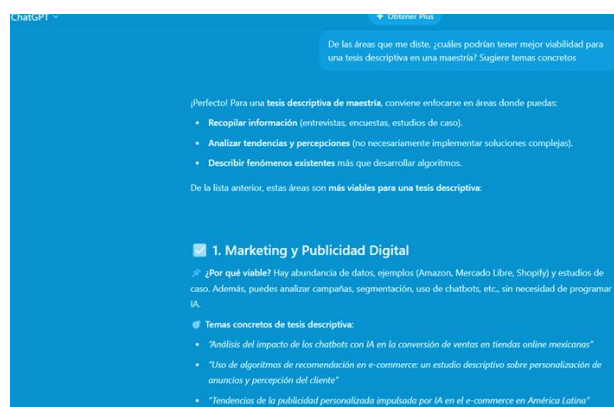 ChatGPT
Obtener Plus
De las áreas que me diste, ¿cuáles podrían tener mejor viabilidad para
una tesis descriptiva en una maestría? Sugiere temas concretos
¡Perfecto! Para una tesis descriptiva de maestría, conviene enfocarse en áreas donde puedas:
• Recopilar información (entrevistas, encuestas, estudios de caso).
• Analizar tendencias y percepciones (no necesariamente implementar soluciones complejas).
• Describir fenómenos existentes más que desarrollar algoritmos.
De la lista anterior, estas áreas son más viables para una tesis descriptiva:
1. Marketing y Publicidad Digital
¿Por qué viable? Hay abundancia de datos, ejemplos (Amazon, Mercado Libre, Shopify) y estudios de
caso. Además, puedes analizar campañas, segmentación, uso de chatbots, etc., sin necesidad de programar
IA.
Temas concretos de tesis descriptiva:
• "Análisis del impacto de los chatbots con IA en la conversión de ventas en tiendas online mexicanas"
• "Uso de algoritmos de recomendación en e-commerce: un estudio descriptivo sobre personalización de
anuncios y percepción del cliente"
• "Tendencias de la publicidad personalizada impulsada por IA en el e-commerce en América Latina"